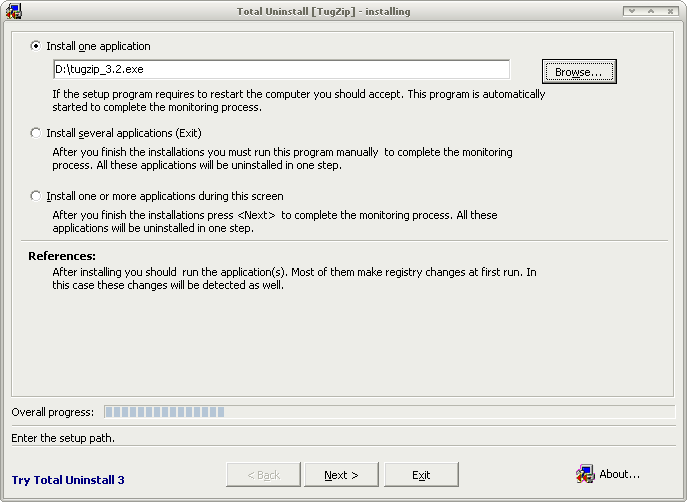 Total Uninstall [TugZip] - installing
Install one application
D:\tugzip_3.2.exe
Browse...
If the setup program requires to restart the computer you should accept. This program is automatically
started to complete the monitoring process.
Install several applications (Exit)
After you finish the installations you must run this program manually to complete the monitoring
process. All these applications will be uninstalled in one step.
Install one or more applications during this screen
After you finish the installations press <Next> to complete the monitoring process. All these
applications will be uninstalled in one step.
References:
After installing you should run the application(s). Most of them make registry changes at first run. In
this case these changes will be detected as well.
Overall progress:
Enter the setup path.
Try Total Uninstall 3
< Back
Next >
Exit
About...